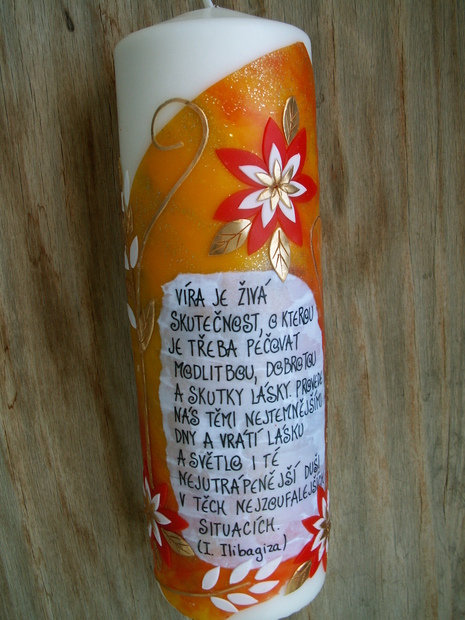 VÍRA JE ŽIVÁ
SKUTEČNOST, O KTEROU
JE TŘEBA PEČOVAT
MODLITBOU, DOBROTOU
A SKUTKY LÁSKY. PROVEDE
NÁS TĚMI NEJTEMNĚJŠÍMI
DNY A VRÁTÍ LÁSKU
A SVĚTLO I TÉ
NEJUTRÁPENĚJŠÍ DUŠI
V TĚCH NEJZOUFALEJŠÍCH
SITUACÍCH.
(I. Ilibagiza)